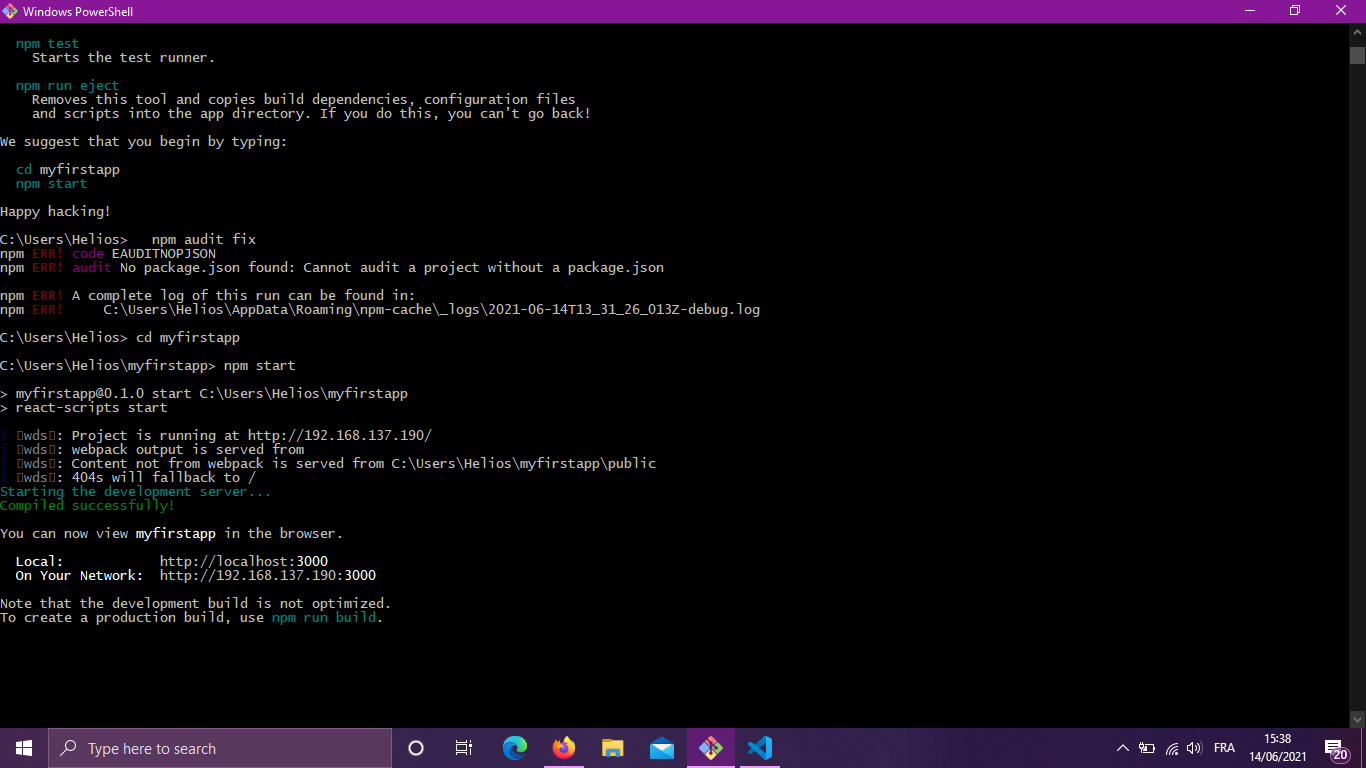 Windows PowerShell
npm test
Starts the test runner.
npm run eject
Removes this tool and copies build dependencies, configuration files
and scripts into the app directory. If you do this, you can’t go back!
We suggest that you begin by typing:
cd myfirstapp
npm start
Happy hacking!
C:\Users\Helios>   npm audit fix
npm ERR! code EAUDITNOPJSON
npm ERR! audit No package.json found: Cannot audit a project without a package.json
npm ERR! A complete log of this run can be found in:
npm ERR!     C:\Users\Helios\AppData\Roaming\npm-cache\_logs\2021-06-14T13_31_26_013Z-debug.log
C:\Users\Helios> cd myfirstapp
C:\Users\Helios\myfirstapp> npm start
> myfirstapp@0.1.0 start C:\Users\Helios\myfirstapp
> react-scripts start
i ▯wds▯: Project is running at http://192.168.137.190/
i ▯wds▯: webpack output is served from
i ▯wds▯: Content not from webpack is served from C:\Users\Helios\myfirstapp\public
i ▯wds▯: 404s will fallback to /
Starting the development server...
Compiled successfully!
You can now view myfirstapp in the browser.
Local:            http://localhost:3000
On Your Network:  http://192.168.137.190:3000
Note that the development build is not optimized.
To create a production build, use npm run build.
Type here to search
FRA
15:38
14/06/2021
20